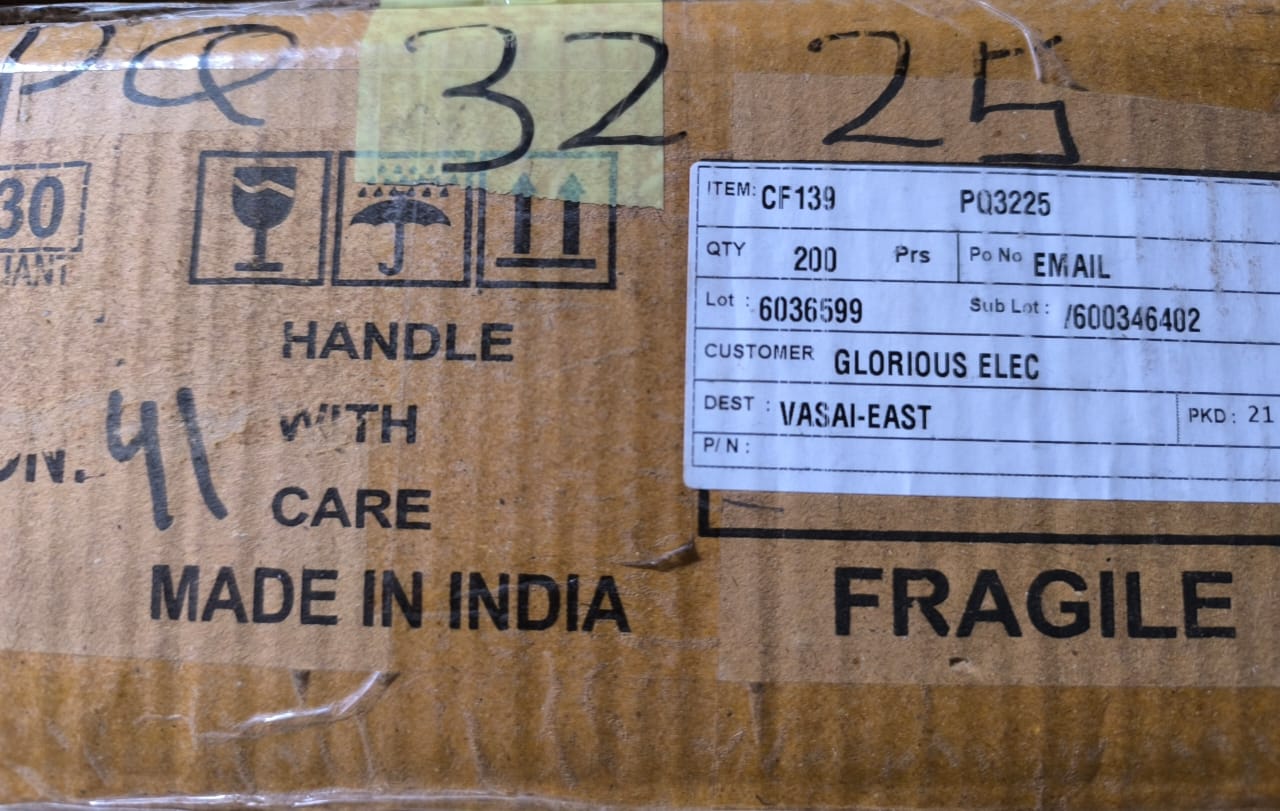 PQ 32 25
30
HANDLE
WITH
CARE
41
MADE IN INDIA
ITEM: CF139 PQ3225
QTY 200 Prs Po No EMAIL
Lot : 6036599 Sub Lot : /600346402
CUSTOMER GLORIOUS ELEC
DEST : VASAI-EAST PKD: 21
P/N :
FRAGILE